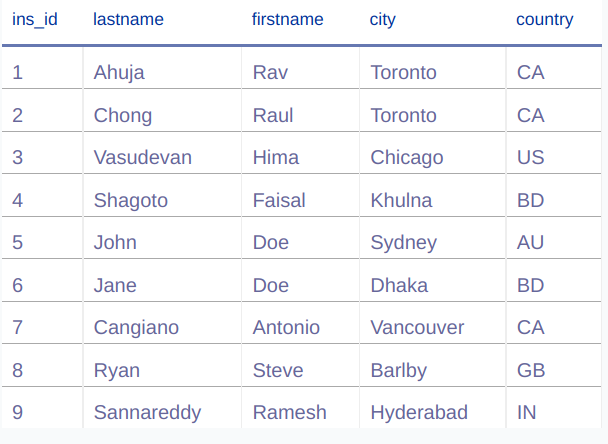 ins_id lastname firstname city country
1 Ahuja Rav Toronto CA
2 Chong Raul Toronto CA
3 Vasudevan Hima Chicago US
4 Shagoto Faisal Khulna BD
5 John Doe Sydney AU
6 Jane Doe Dhaka BD
7 Cangiano Antonio Vancouver CA
8 Ryan Steve Barlby GB
9 Sannareddy Ramesh Hyderabad IN